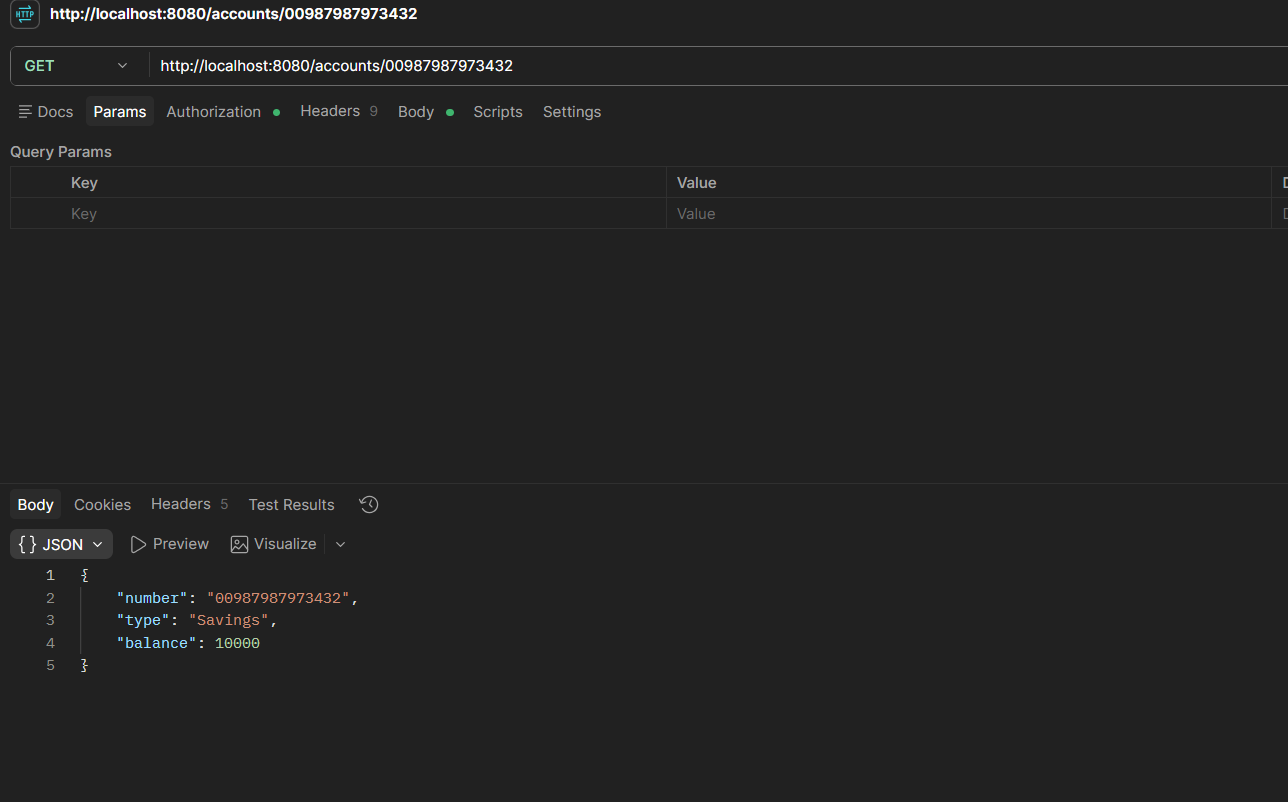 HTTP http://localhost:8080/accounts/00987987973432
GET http://localhost:8080/accounts/00987987973432
Docs Params Authorization Headers 9 Body Scripts Settings
Query Params
Key Value
Key Value
Body Cookies Headers 5 Test Results
{ } JSON Preview Visualize
1 {
2 "number": "00987987973432",
3 "type": "Savings",
4 "balance": 10000
5 }